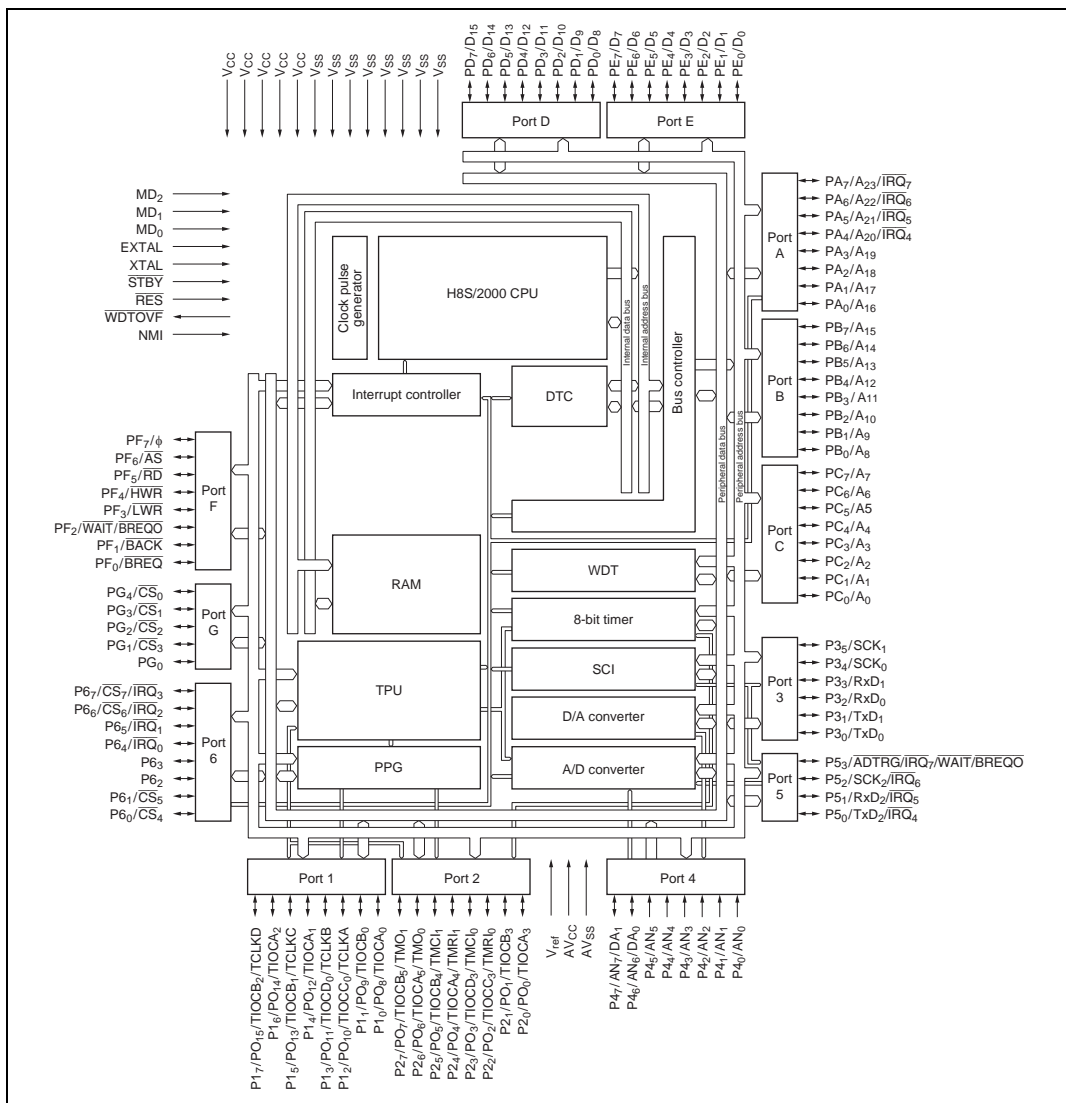 VCC
VCC
VCC
VCC
VCC
VSS
VSS
VSS
VSS
VSS
VSS
VSS
VSS
PD7/D15
PD6/D14
PD5/D13
PD4/D12
PD3/D11
PD2/D10
PD1/D9
PD0/D8
PE7/D7
PE6/D6
PE5/D5
PE4/D4
PE3/D3
PE2/D2
PE1/D1
PE0/D0
Port D
Port E
MD2
MD1
MD0
EXTAL
XTAL
STBY
RES
WDTOVF
NMI
Clock pulse generator
H8S/2000 CPU
Internal data bus
Internal address bus
Bus controller
Peripheral data bus
Peripheral address bus
Interrupt controller
DTC
Port A
PA7/A23/IRQ7
PA6/A22/IRQ6
PA5/A21/IRQ5
PA4/A20/IRQ4
PA3/A19
PA2/A18
PA1/A17
PA0/A16
Port B
PB7/A15
PB6/A14
PB5/A13
PB4/A12
PB3/A11
PB2/A10
PB1/A9
PB0/A8
PF7/ϕ
PF6/AS
PF5/RD
PF4/HWR
PF3/LWR
PF2/WAIT/BREQO
PF1/BACK
PF0/BREQ
Port F
Port C
PC7/A7
PC6/A6
PC5/A5
PC4/A4
PC3/A3
PC2/A2
PC1/A1
PC0/A0
RAM
WDT
8-bit timer
PG4/CS0
PG3/CS1
PG2/CS2
PG1/CS3
PG0
Port G
TPU
SCI
D/A converter
Port 3
P35/SCK1
P34/SCK0
P33/RxD1
P32/RxD0
P31/TxD1
P30/TxD0
P67/CS7/IRQ3
P66/CS6/IRQ2
P65/IRQ1
P64/IRQ0
P63
P62
P61/CS5
P60/CS4
Port 6
PPG
A/D converter
Port 5
P53/ADTRG/IRQ7/WAIT/BREQO
P52/SCK2/IRQ6
P51/RxD2/IRQ5
P50/TxD2/IRQ4
Port 1
Port 2
Port 4
P17/PO15/TIOCB2/TCLKD
P16/PO14/TIOCA2
P15/PO13/TIOCB1/TCLKC
P14/PO12/TIOCA1
P13/PO11/TIOCD0/TCLKB
P12/PO10/TIOCC0/TCLKA
P11/PO9/TIOCB0
P10/PO8/TIOCA0
P27/PO7/TIOCB5/TMO1
P26/PO6/TIOCA5/TMO0
P25/PO5/TIOCB4/TMCI1
P24/PO4/TIOCA4/TMRI1
P23/PO3/TIOCD3/TMCI0
P22/PO2/TIOCC3/TMRI0
P21/PO1/TIOCB3
P20/PO0/TIOCA3
Vref
AVCC
AVSS
P47/AN7/DA1
P46/AN6/DA0
P45/AN5
P44/AN4
P43/AN3
P42/AN2
P41/AN1
P40/AN0